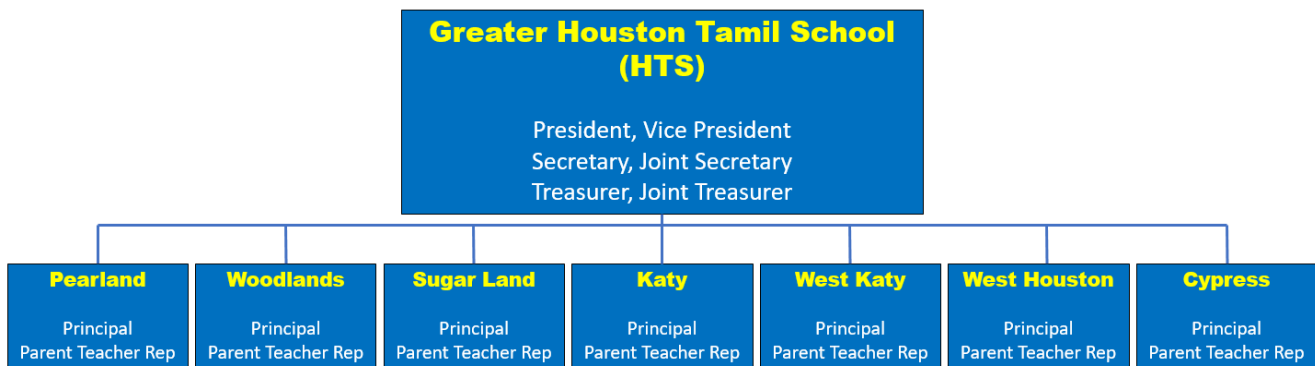 Greater Houston Tamil School
(HTS)
President, Vice President
Secretary, Joint Secretary
Treasurer, Joint Treasurer
Pearland
Principal
Parent Teacher Rep
Woodlands
Principal
Parent Teacher Rep
Sugar Land
Principal
Parent Teacher Rep
Katy
Principal
Parent Teacher Rep
West Katy
Principal
Parent Teacher Rep
West Houston
Principal
Parent Teacher Rep
Cypress
Principal
Parent Teacher Rep